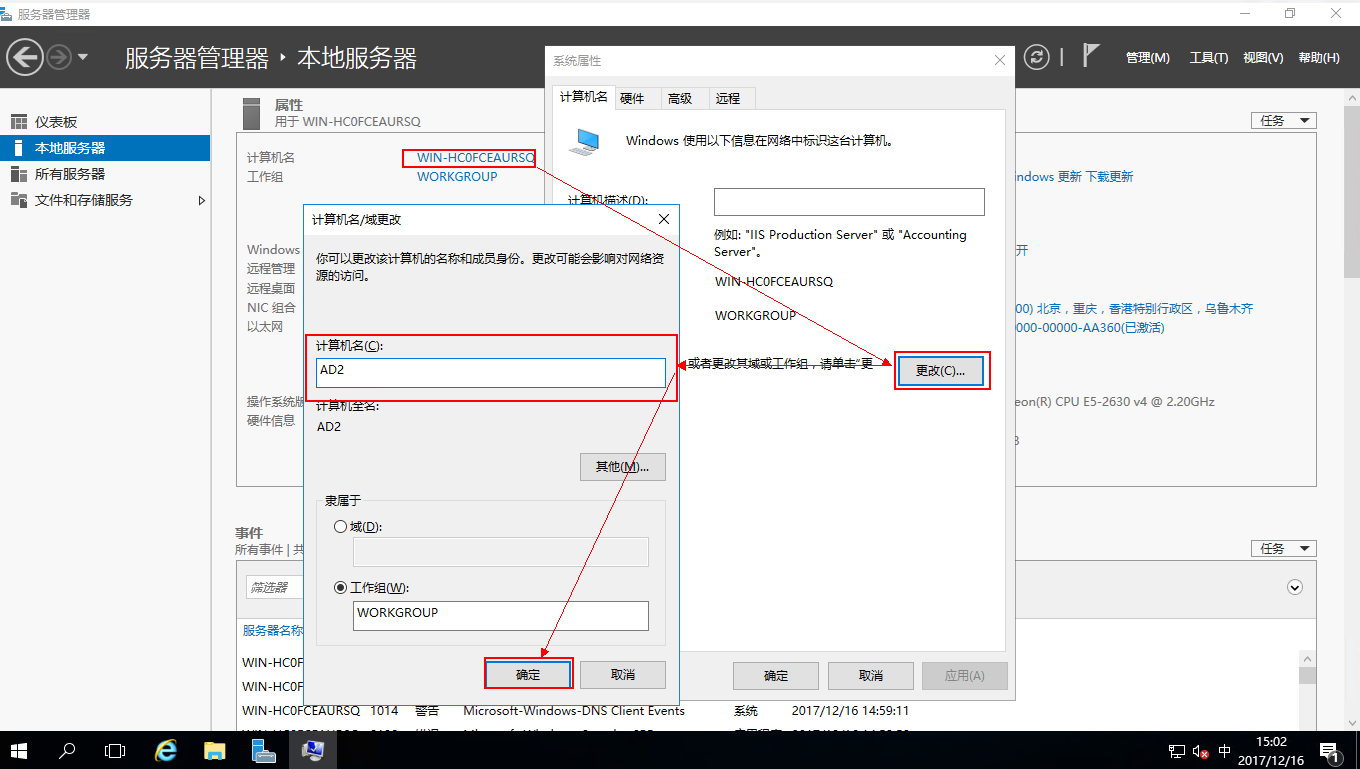 服务器管理器
服务器管理器 · 本地服务器
管理(M) 工具(T) 视图(V) 帮助(H)
仪表板
本地服务器
所有服务器
文件和存储服务
属性
用于 WIN-HC0FCEAURSQ
任务
计算机名
WIN-HC0FCEAURSQ
工作组
WORKGROUP
Windows
远程管理
远程桌面
NIC 组合
以太网
操作系统版
硬件信息
ndows 更新 下载更新
开
00) 北京，重庆，香港特别行政区，乌鲁木齐
0000-00000-AA360(已激活)
eon(R) CPU E5-2630 v4 @ 2.20GHz
系统属性
计算机名 硬件 高级 远程
Windows 使用以下信息在网络中标识这台计算机。
计算机描述(D):
例如: "IIS Production Server" 或 "Accounting
Server"。
WIN-HC0FCEAURSQ
WORKGROUP
或者更改其域或工作组，请单击"更
更改(C)...
确定 取消 应用(A)
计算机名/域更改
你可以更改该计算机的名称和成员身份。更改可能会影响对网络资
源的访问。
计算机名(C):
AD2
计算机全名:
AD2
其他(M)...
隶属于
域(D):
工作组(W):
WORKGROUP
确定 取消
事件
所有事件 | 共
任务
筛选器
服务器名称
WIN-HC0F
WIN-HC0F
WIN-HC0FCEAURSQ 1014 警告 Microsoft-Windows-DNS Client Events 系统 2017/12/16 14:59:11
中
15:02
2017/12/16
1